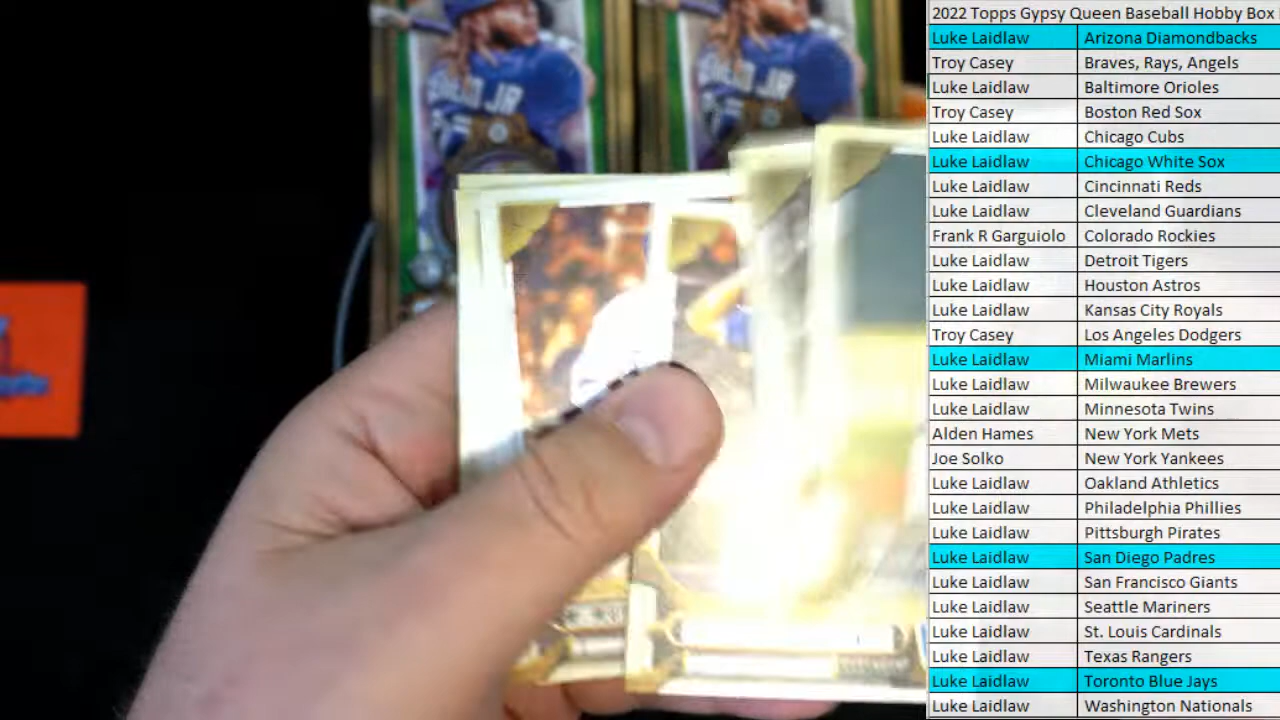 2022 Topps Gypsy Queen Baseball Hobby Box
Luke Laidlaw Arizona Diamondbacks
Troy Casey Braves, Rays, Angels
Luke Laidlaw Baltimore Orioles
Troy Casey Boston Red Sox
Luke Laidlaw Chicago Cubs
Luke Laidlaw Chicago White Sox
Luke Laidlaw Cincinnati Reds
Luke Laidlaw Cleveland Guardians
Frank R Garguiolo Colorado Rockies
Luke Laidlaw Detroit Tigers
Luke Laidlaw Houston Astros
Luke Laidlaw Kansas City Royals
Troy Casey Los Angeles Dodgers
Luke Laidlaw Miami Marlins
Luke Laidlaw Milwaukee Brewers
Luke Laidlaw Minnesota Twins
Alden Hames New York Mets
Joe Solko New York Yankees
Luke Laidlaw Oakland Athletics
Luke Laidlaw Philadelphia Phillies
Luke Laidlaw Pittsburgh Pirates
Luke Laidlaw San Diego Padres
Luke Laidlaw San Francisco Giants
Luke Laidlaw Seattle Mariners
Luke Laidlaw St. Louis Cardinals
Luke Laidlaw Texas Rangers
Luke Laidlaw Toronto Blue Jays
Luke Laidlaw Washington Nationals
JR
JR